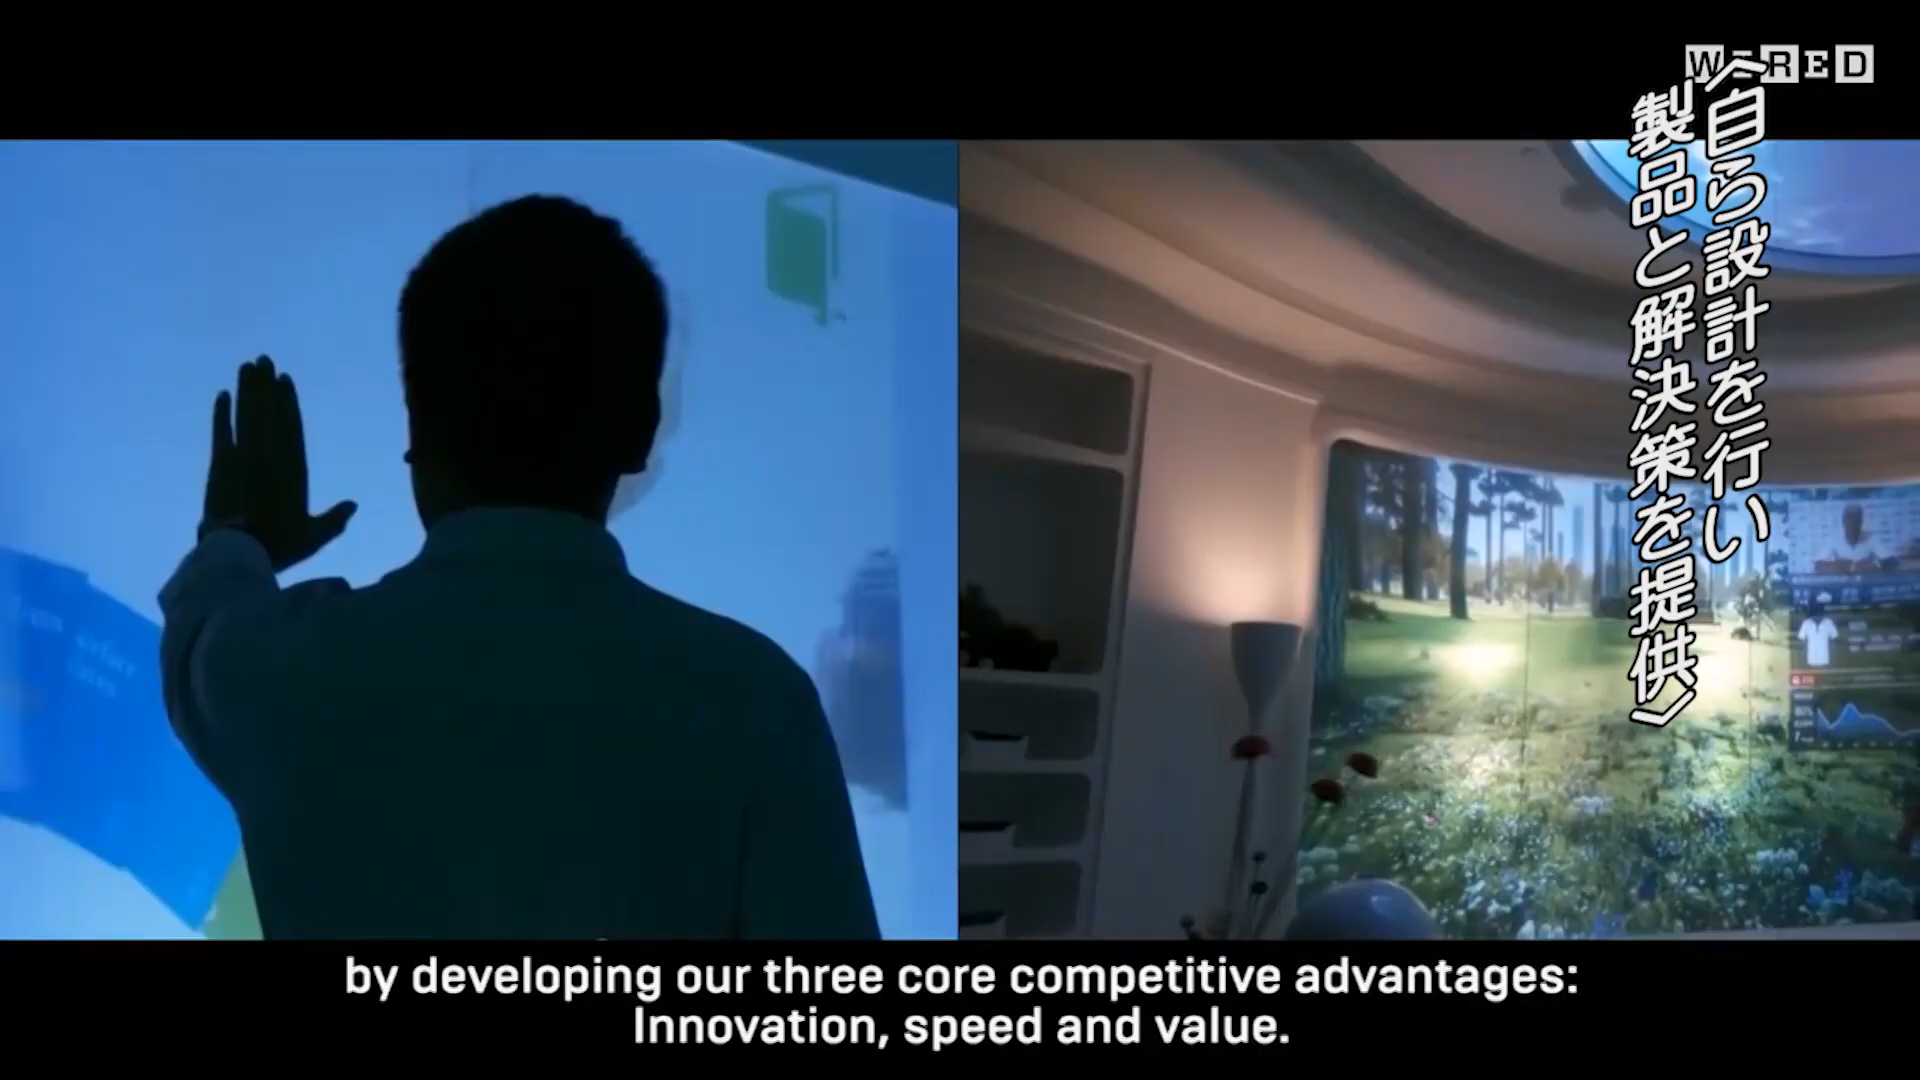 WIRED
〈自ら設計を行い
製品と解決策を提供〉
by developing our three core competitive advantages:
Innovation, speed and value.